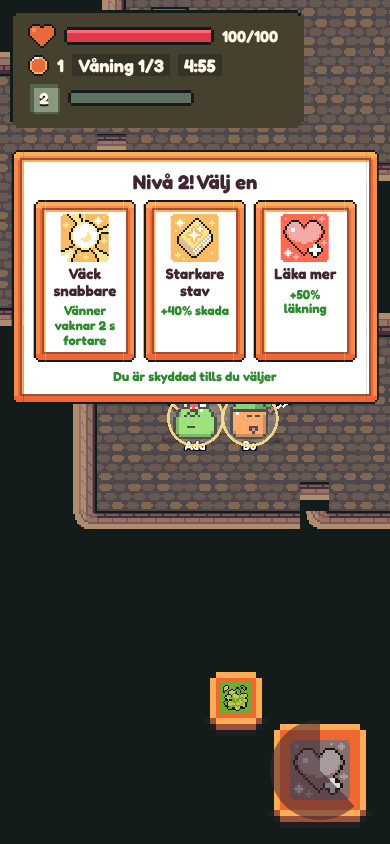 100/100
1 Våning 1/3 4:55
2
Nivå 2! Välj en
Väck
snabbare
Vänner
vaknar 2 s
fortare
Starkare
stav
+40% skada
Läka mer
+50%
läkning
Du är skyddad tills du väljer
Bo